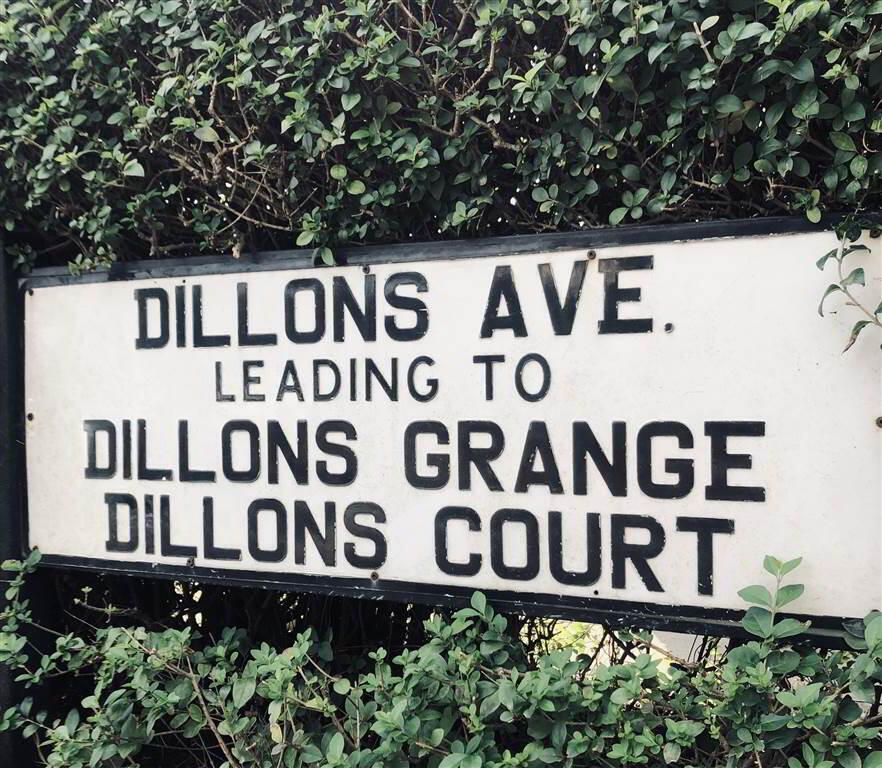 DILLONS AVE.
LEADING TO
DILLONS GRANGE
DILLONS COURT